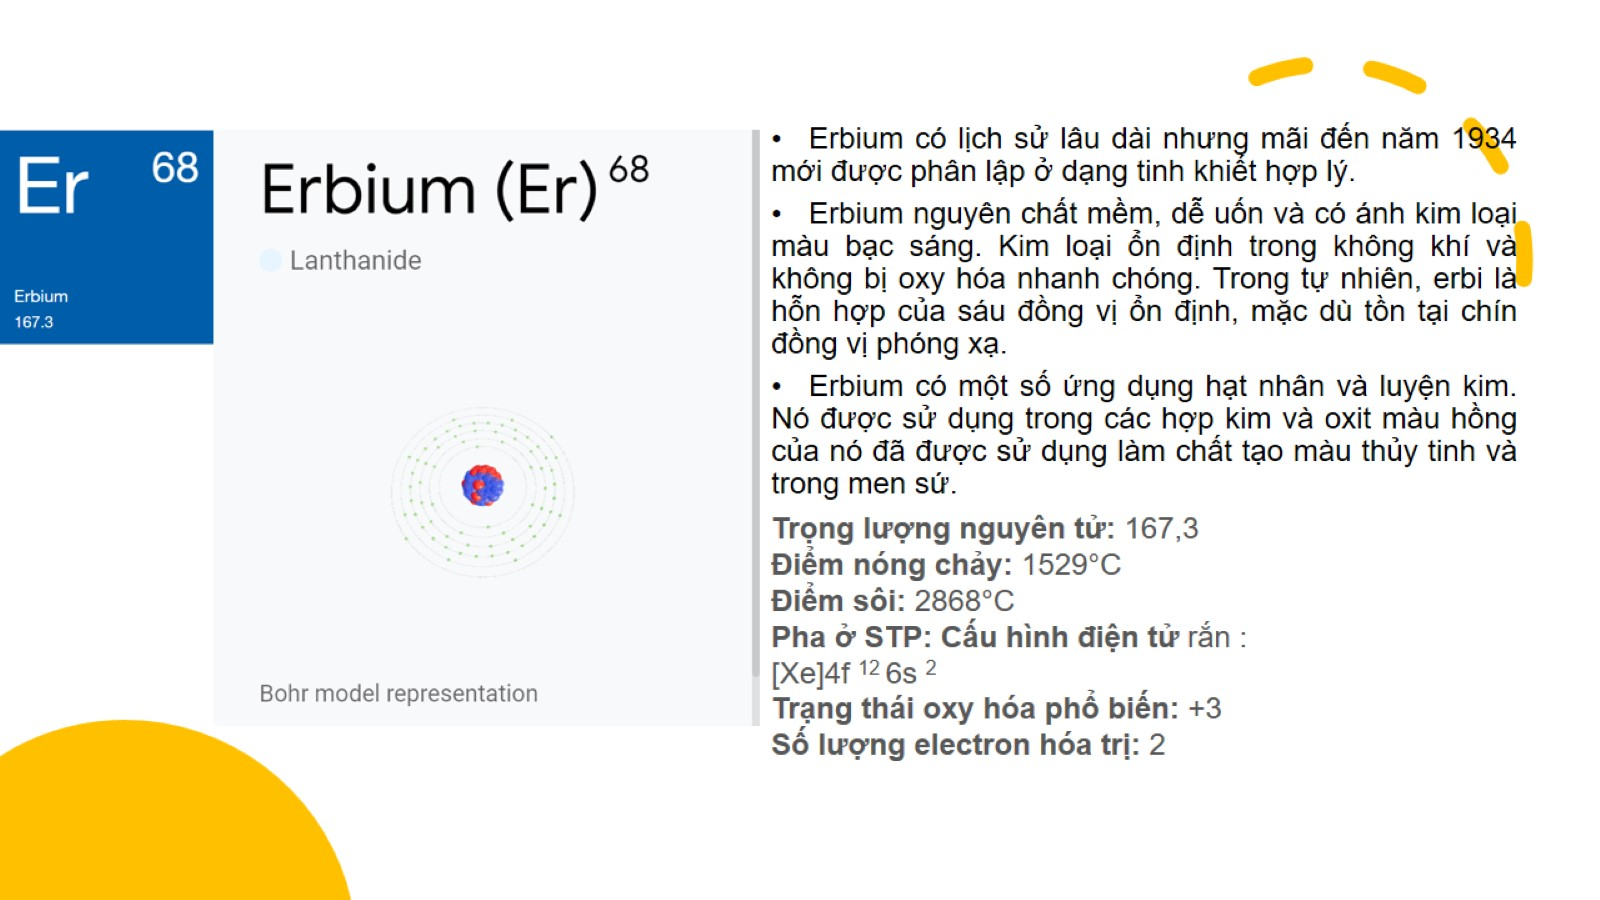 Er 68
Erbium
167.3
Erbium (Er) 68
Lanthanide
Bohr model representation
• Erbium có lịch sử lâu dài nhưng mãi đến năm 1934
mới được phân lập ở dạng tinh khiết hợp lý.
• Erbium nguyên chất mềm, dễ uốn và có ánh kim loại
màu bạc sáng. Kim loại ổn định trong không khí và
không bị oxy hóa nhanh chóng. Trong tự nhiên, erbi là
hỗn hợp của sáu đồng vị ổn định, mặc dù tồn tại chín
đồng vị phóng xạ.
• Erbium có một số ứng dụng hạt nhân và luyện kim.
Nó được sử dụng trong các hợp kim và oxit màu hồng
của nó đã được sử dụng làm chất tạo màu thủy tinh và
trong men sứ.
Trọng lượng nguyên tử: 167,3
Điểm nóng chảy: 1529°C
Điểm sôi: 2868°C
Pha ở STP: Cấu hình điện tử rắn :
[Xe]4f 12 6s 2
Trạng thái oxy hóa phổ biến: +3
Số lượng electron hóa trị: 2